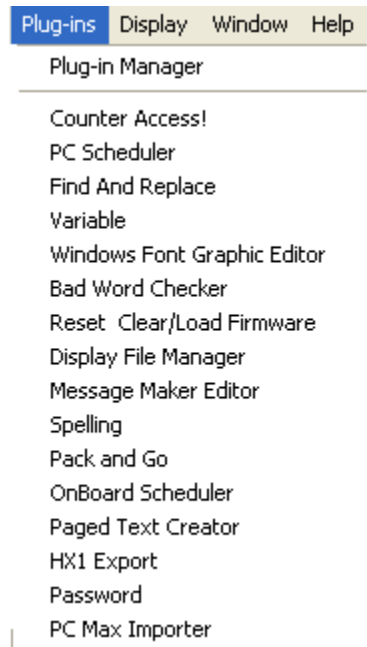 Plug-ins Display Window Help
Plug-in Manager
Counter Access!
PC Scheduler
Find And Replace
Variable
Windows Font Graphic Editor
Bad Word Checker
Reset  Clear/Load Firmware
Display File Manager
Message Maker Editor
Spelling
Pack and Go
OnBoard Scheduler
Paged Text Creator
HX1 Export
Password
PC Max Importer